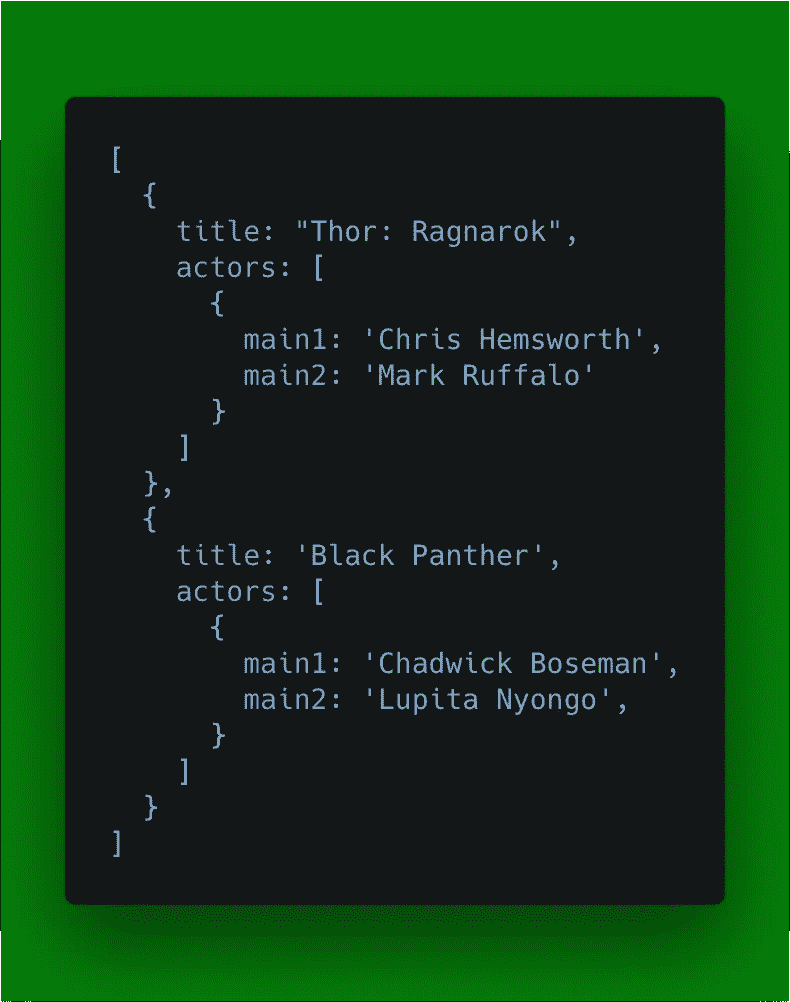 [
  {
    title: "Thor: Ragnarok",
    actors: [
      {
        main1: 'Chris Hemsworth',
        main2: 'Mark Ruffalo'
      }
    ]
  },
  {
    title: 'Black Panther',
    actors: [
      {
        main1: 'Chadwick Boseman',
        main2: 'Lupita Nyongo',
      }
    ]
  }
]